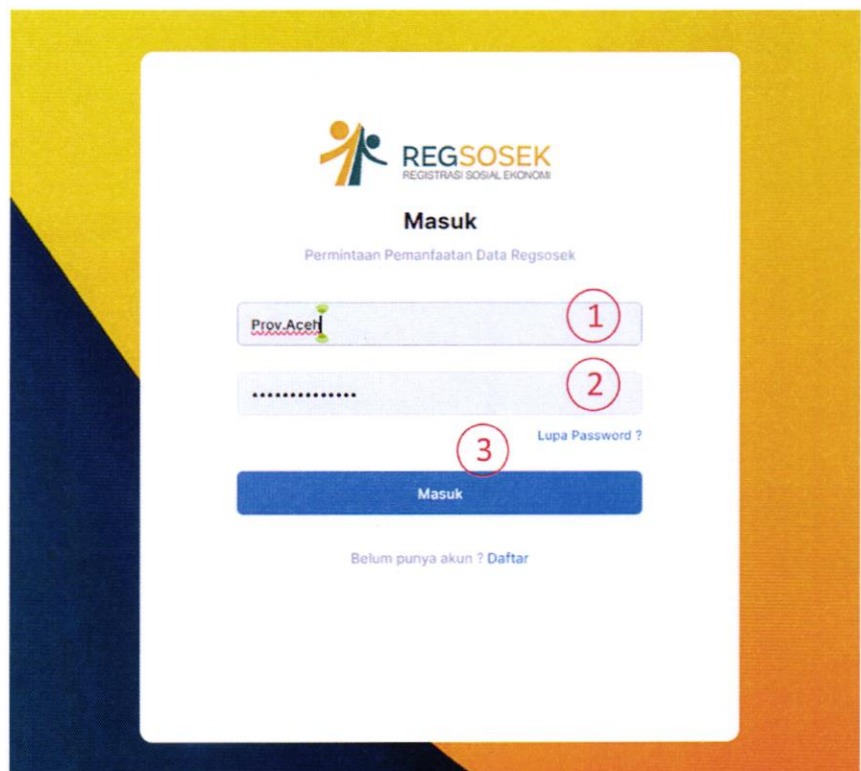 REGSOSEK
REGISTRASI SOSIAL EKONOMI
Masuk
Permintaan Pemanfaatan Data Regsosek
Prov.Aceh
1
••••••••••••••
2
Lupa Password ?
3
Masuk
Belum punya akun ? Daftar